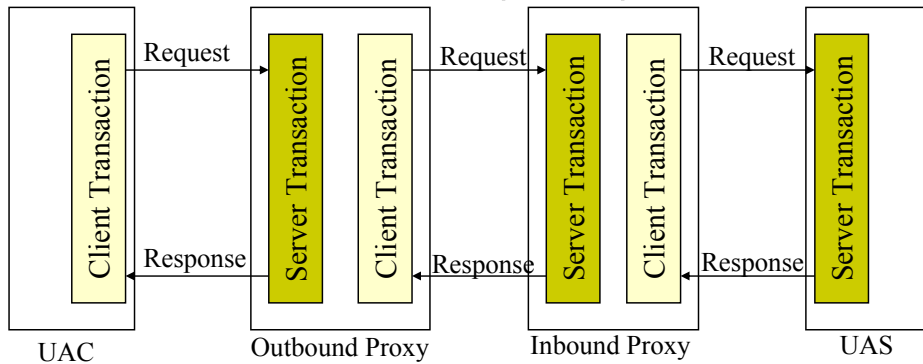 Request
Request
Request
Client Transaction
Server Transaction
Client Transaction
Server Transaction
Client Transaction
Server Transaction
Response
Response
Response
UAC
Outbound Proxy
Inbound Proxy
UAS